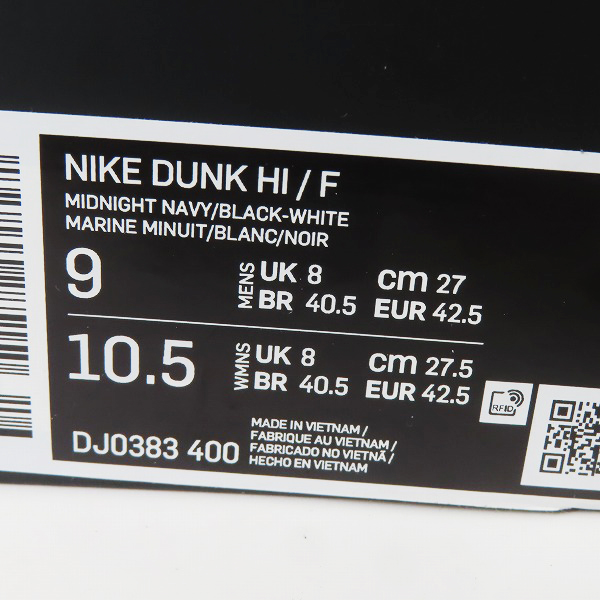 NIKE DUNK HI / F
MIDNIGHT NAVY/BLACK-WHITE
MARINE MINUIT/BLANC/NOIR
9 MENS UK 8 cm 27
BR 40.5 EUR 42.5
10.5 WMNS UK 8 cm 27.5
BR 40.5 EUR 42.5
RFID
DJ0383 400
MADE IN VIETNAM /
FABRIQUE AU VIETNAM /
FABRICADO NO VIETNÃ /
HECHO EN VIETNAM